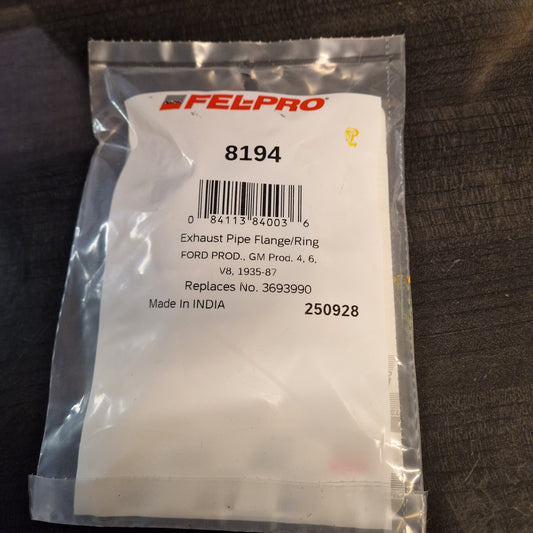 FEL-PRO
8194
0 84113 84003 6
Exhaust Pipe Flange/Ring
FORD PROD., GM Prod. 4, 6,
V8, 1935-87
Replaces No. 3693990
Made In INDIA 250928